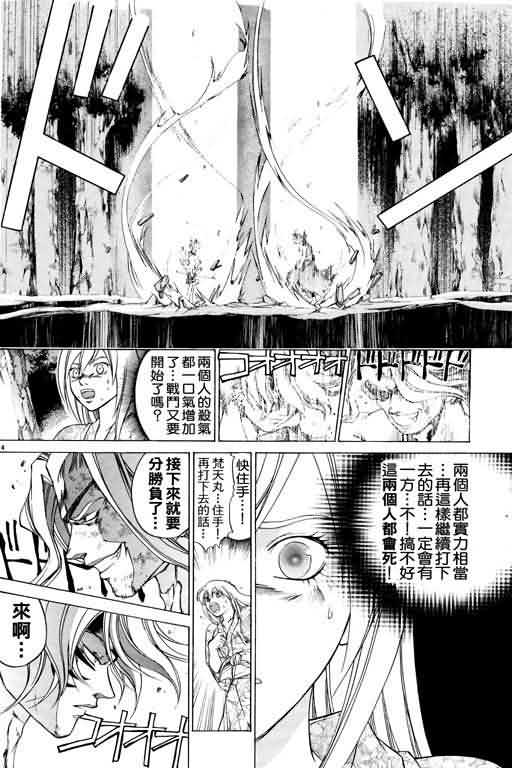 ドドド
ドドドド
コオオオオ
兩個人的殺氣
都一口氣增加
了…戰鬥又要
開始了嗎？
兩個人都實力相當
…再這樣繼續打下
去的話…一定會有
一方…不！搞不好
這兩個人都會死！
快住手！
梵天丸…住手！
再打下去的話…
接下來就要
分勝負了…
來啊…
コオオオオ
4